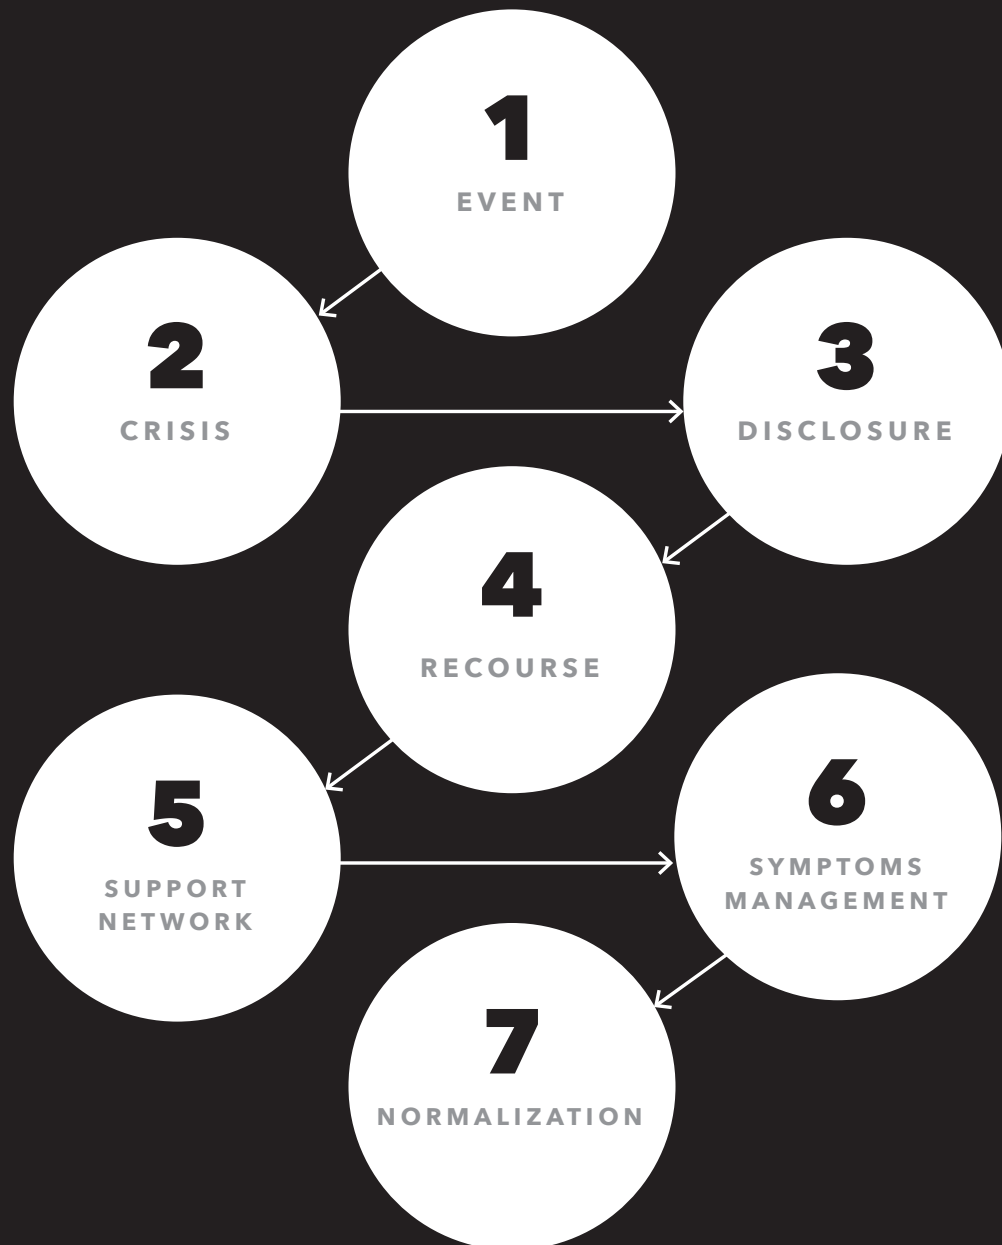 1
EVENT
2
CRISIS
3
DISCLOSURE
4
RECOURSE
5
SUPPORT
NETWORK
6
SYMPTOMS
MANAGEMENT
7
NORMALIZATION